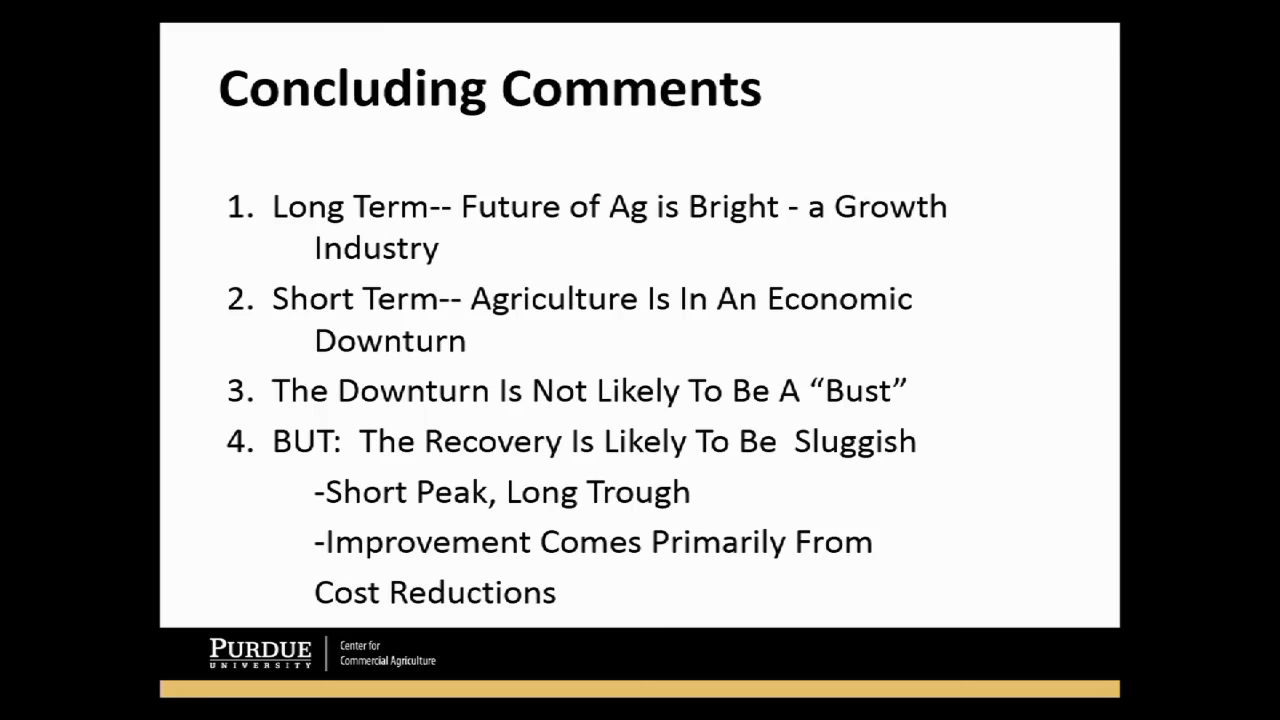 Concluding Comments
1. Long Term-- Future of Ag is Bright - a Growth
Industry
2. Short Term-- Agriculture Is In An Economic
Downturn
3. The Downturn Is Not Likely To Be A “Bust”
4. BUT: The Recovery Is Likely To Be Sluggish
-Short Peak, Long Trough
-Improvement Comes Primarily From
Cost Reductions
PURDUE
UNIVERSITY
Center for
Commercial Agriculture